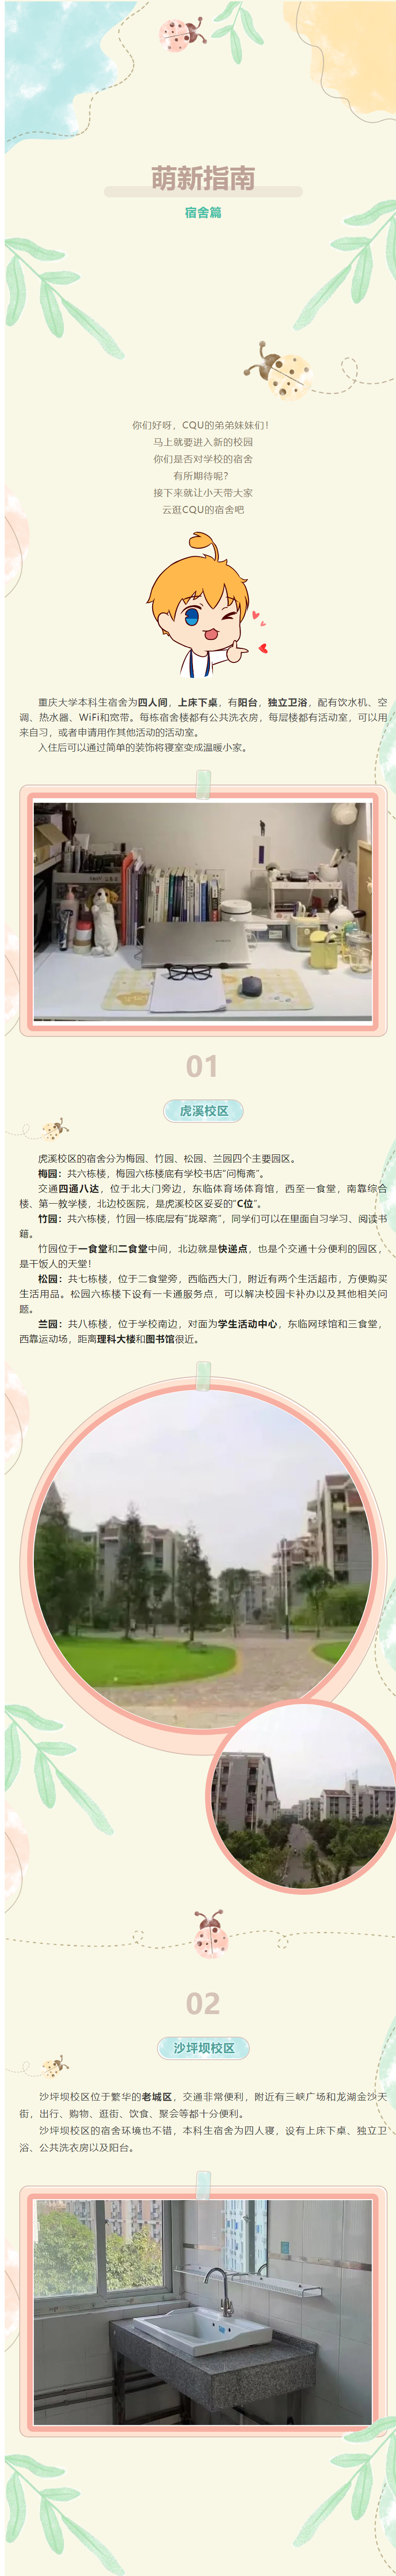 萌新指南
宿舍篇
你们好呀，CQU的弟弟妹妹们！
马上就要进入新的校园
你们是否对学校的宿舍
有所期待呢？
接下来就让小天带大家
云逛CQU的宿舍吧
重庆大学本科生宿舍为四人间，上床下桌，有阳台，独立卫浴，配有饮水机、空
调、热水器、WiFi和宽带。每栋宿舍楼都有公共洗衣房，每层楼都有活动室，可以用
来自习，或者申请用作其他活动的活动室。
入住后可以通过简单的装饰将寝室变成温暖小家。
01
虎溪校区
虎溪校区的宿舍分为梅园、竹园、松园、兰园四个主要园区。
梅园：共六栋楼，梅园六栋楼底有学校书店“问梅斋”。
交通四通八达，位于北大门旁边，东临体育场体育馆，西至一食堂，南靠综合
楼、第一教学楼，北边校医院，是虎溪校区妥妥的“C位”。
竹园：共六栋楼，竹园一栋底层有“拢翠斋”，同学们可以在里面自习学习、阅读书
籍。
竹园位于一食堂和二食堂中间，北边就是快递点，也是个交通十分便利的园区，
是干饭人的天堂！
松园：共七栋楼，位于二食堂旁，西临西大门，附近有两个生活超市，方便购买
生活用品。松园六栋楼下设有一卡通服务点，可以解决校园卡补办以及其他相关问
题。
兰园：共八栋楼，位于学校南边，对面为学生活动中心，东临网球馆和三食堂，
西靠运动场，距离理科大楼和图书馆很近。
02
沙坪坝校区
沙坪坝校区位于繁华的老城区，交通非常便利，附近有三峡广场和龙湖金沙天
街，出行、购物、逛街、饮食、聚会等都十分便利。
沙坪坝校区的宿舍环境也不错，本科生宿舍为四人寝，设有上床下桌、独立卫
浴、公共洗衣房以及阳台。